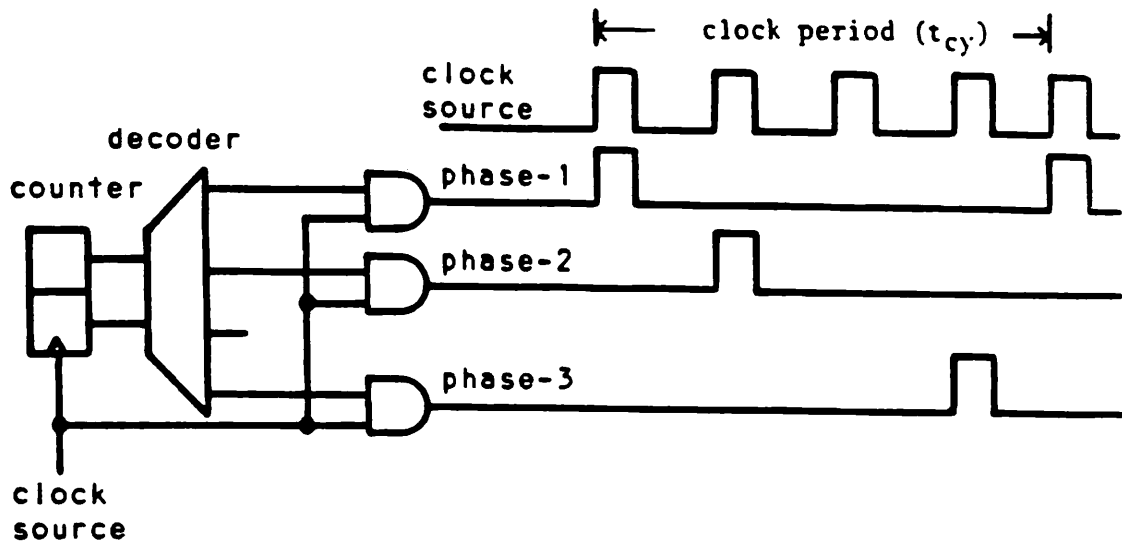 clock period (tcy)
clock
source
decoder
counter
phase-1
phase-2
phase-3
clock
source